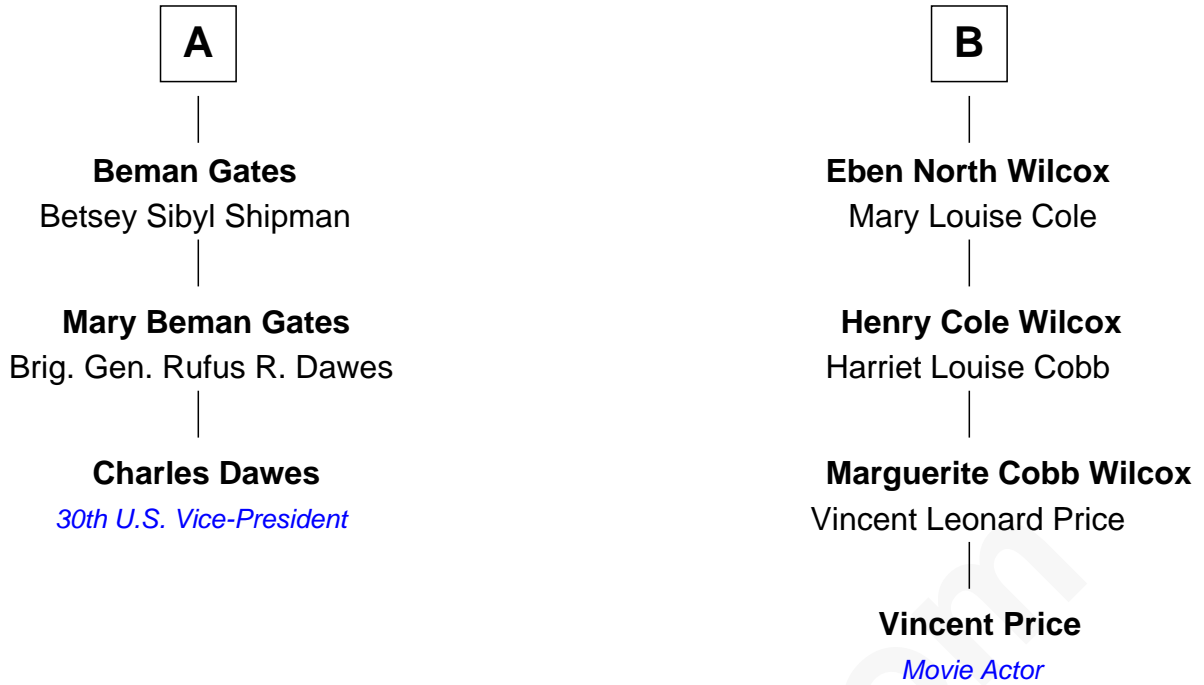 A
Beman Gates
Betsey Sibyl Shipman
Mary Beman Gates
Brig. Gen. Rufus R. Dawes
Charles Dawes
30th U.S. Vice-President
B
Eben North Wilcox
Mary Louise Cole
Henry Cole Wilcox
Harriet Louise Cobb
Marguerite Cobb Wilcox
Vincent Leonard Price
Vincent Price
Movie Actor